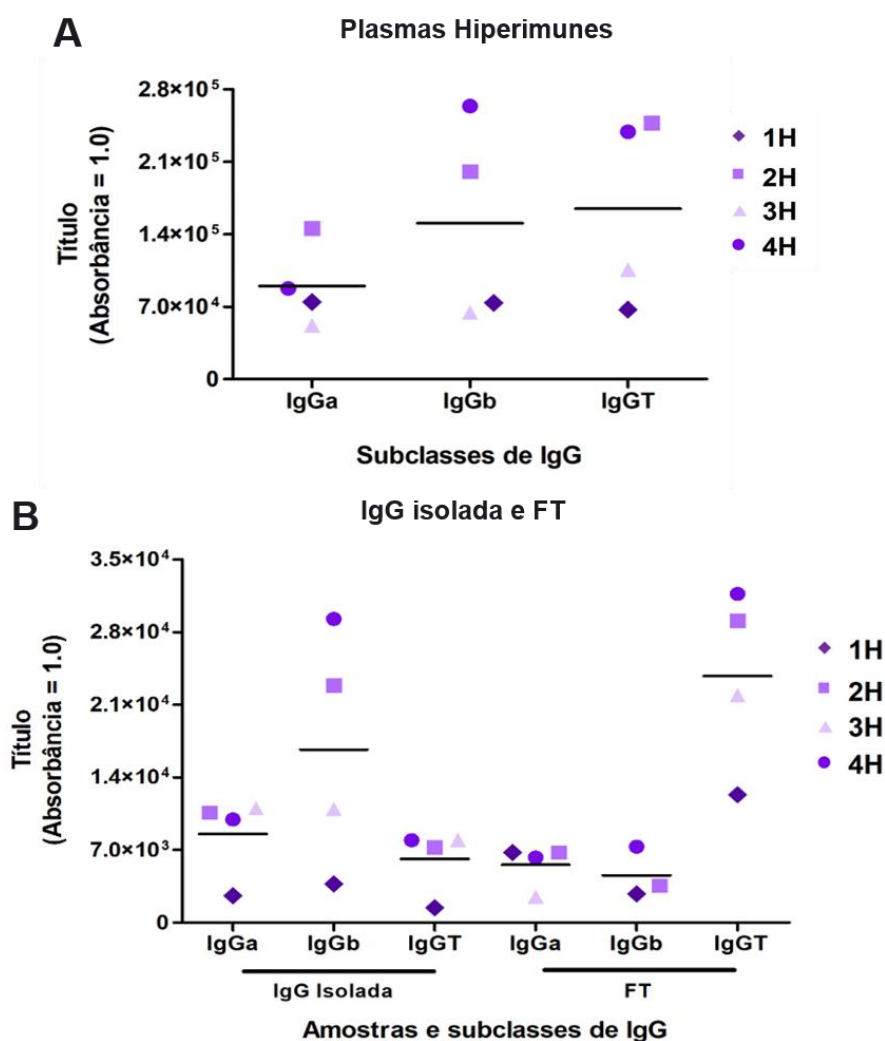 A
Plasmas Hiperimunes
Título
(Absorbância = 1.0)
2.8×10⁵
2.1×10⁵
1.4×10⁵
7.0×10⁴
0
IgGa IgGb IgGT
Subclasses de IgG
1H
2H
3H
4H
B
IgG isolada e FT
Título
(Absorbância = 1.0)
3.5×10⁴
2.8×10⁴
2.1×10⁴
1.4×10⁴
7.0×10³
0
IgGa IgGb IgGT IgGa IgGb IgGT
IgG Isolada FT
Amostras e subclasses de IgG
1H
2H
3H
4H